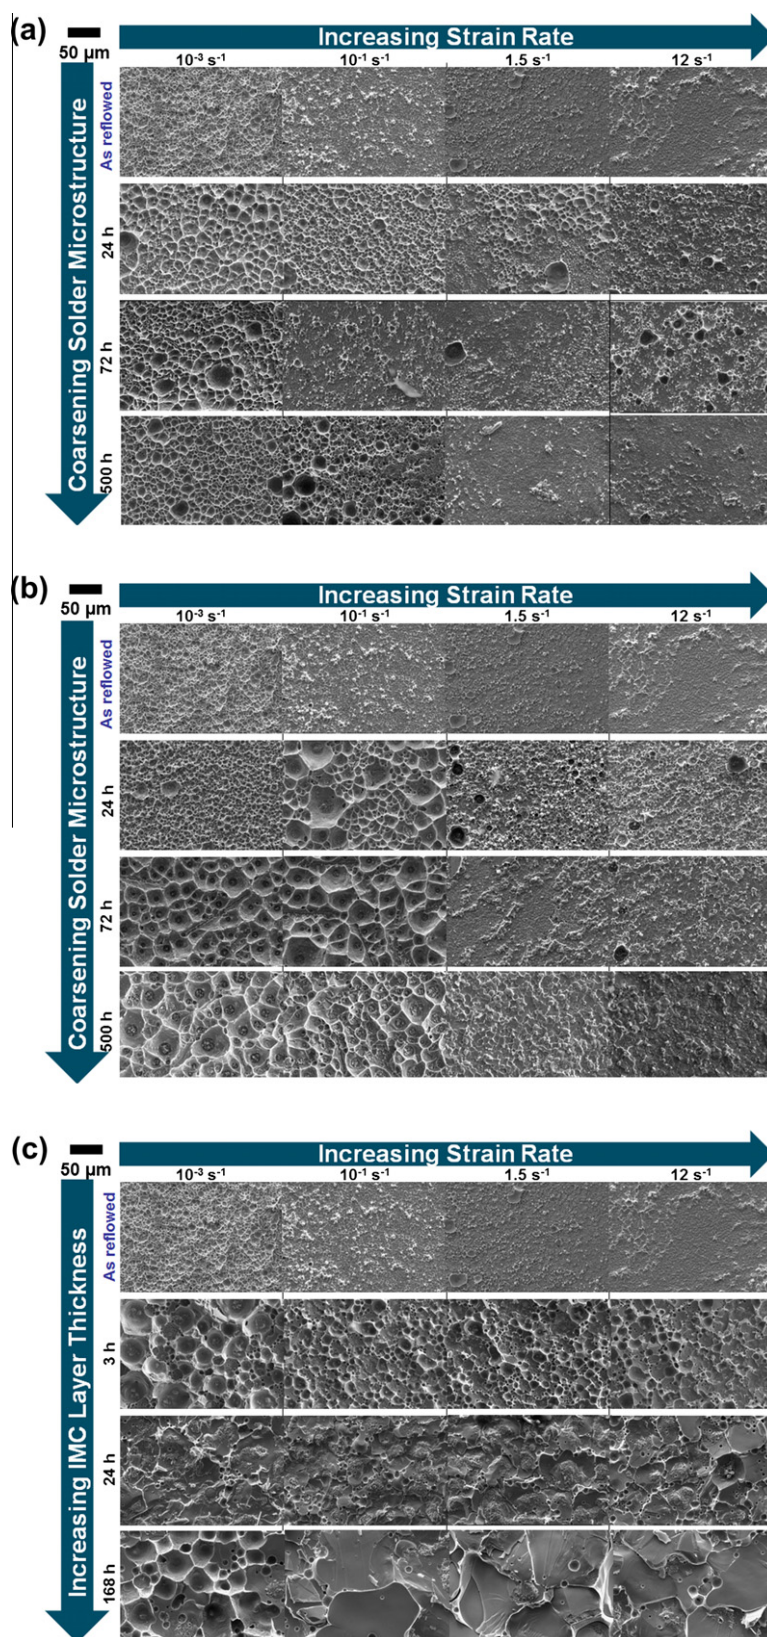 (a)
Increasing Strain Rate
50 µm
10-3 s-1
10-1 s-1
1.5 s-1
12 s-1
Coarsening Solder Microstructure
As reflowed
24 h
72 h
500 h
(b)
Increasing Strain Rate
50 µm
10-3 s-1
10-1 s-1
1.5 s-1
12 s-1
Coarsening Solder Microstructure
As reflowed
24 h
72 h
500 h
(c)
Increasing Strain Rate
50 µm
10-3 s-1
10-1 s-1
1.5 s-1
12 s-1
Increasing IMC Layer Thickness
As reflowed
3 h
24 h
168 h